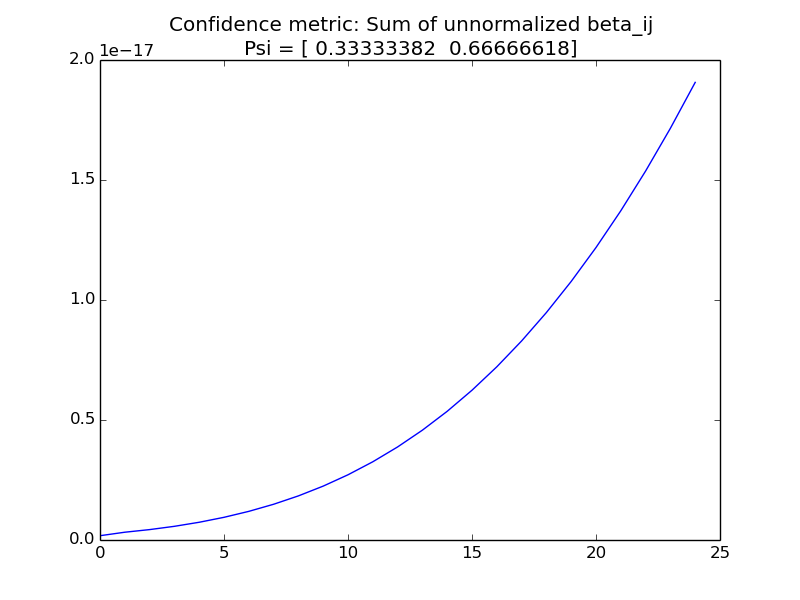 Confidence metric: Sum of unnormalized beta_ij
Psi = [ 0.33333382  0.66666618]
1e−17
2.0
1.5
1.0
0.5
0.0
0 5 10 15 20 25